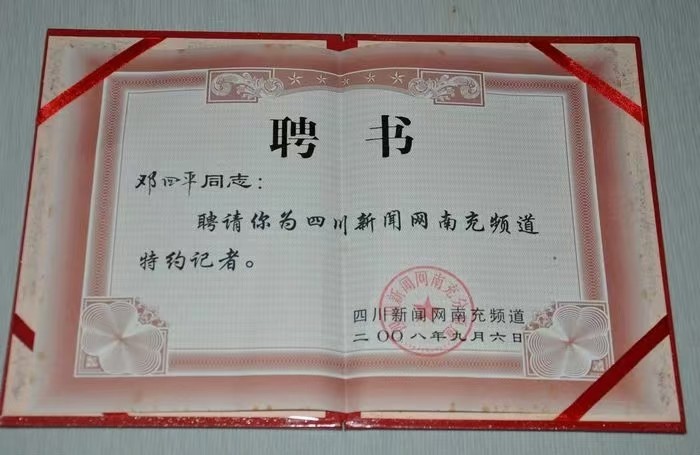 聘书
邓四平同志：
聘请你为四川新闻网南充频道
特约记者。
四川新闻网南充频道
二〇〇八年九月六日